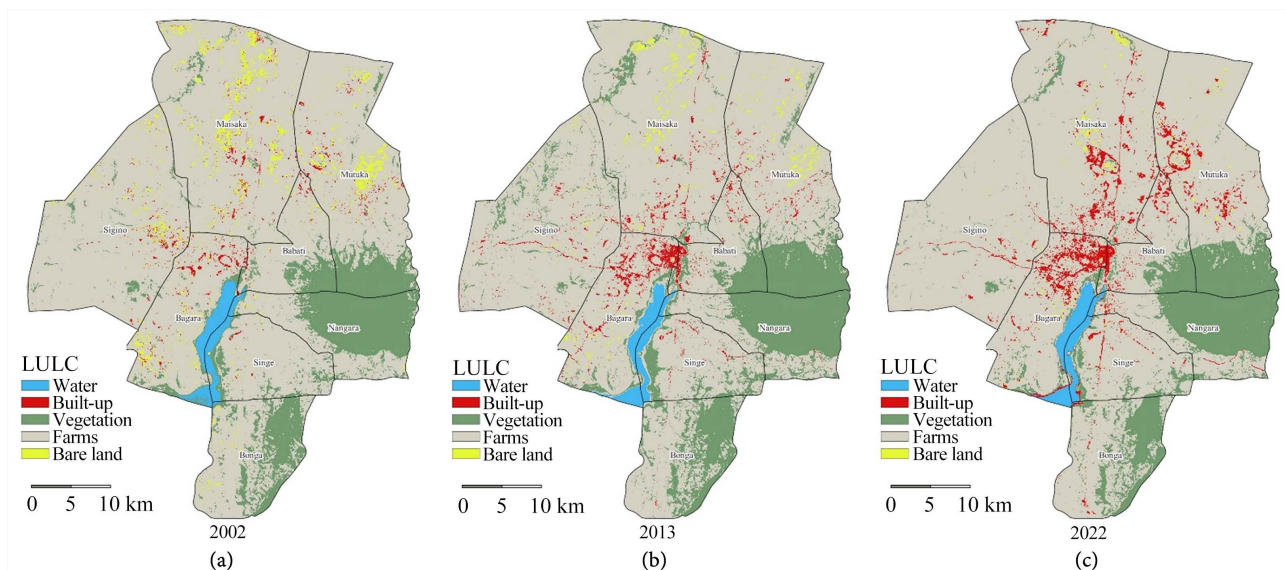 Maisaka
Mutuka
Sigino
Babati
Bagara
Nangara
Singe
Bonga
LULC
Water
Built-up
Vegetation
Farms
Bare land
0 5 10 km
2002
(a)
Maisaka
Mutuka
Sigino
Babati
Bagara
Nangara
Singe
Bonga
LULC
Water
Built-up
Vegetation
Farms
Bare land
0 5 10 km
2013
(b)
Maisaka
Mutuka
Sigino
Babati
Bagara
Nangara
Singe
Bonga
LULC
Water
Built-up
Vegetation
Farms
Bare land
0 5 10 km
2022
(c)